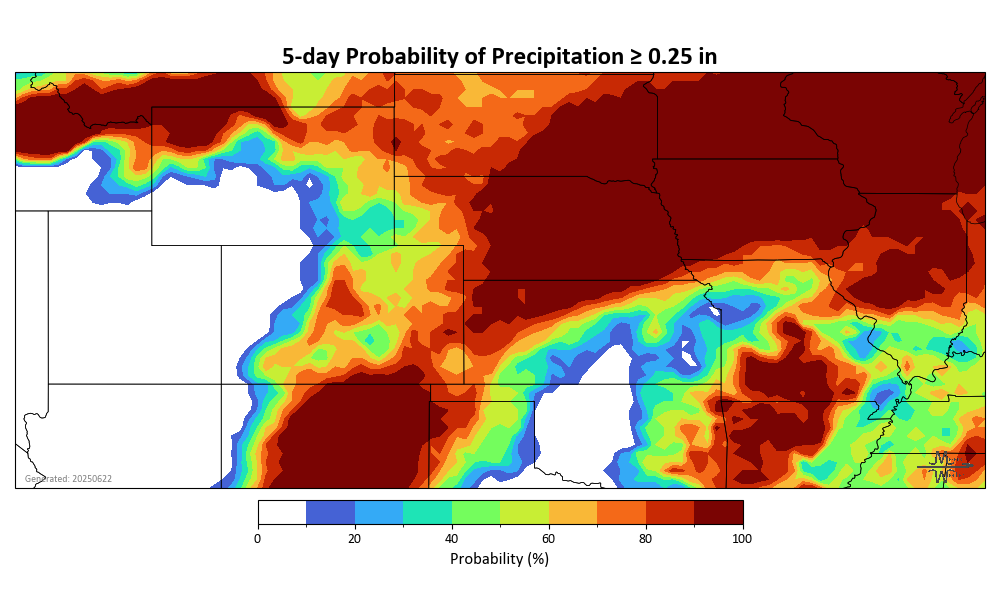 5-day Probability of Precipitation ≥ 0.25 in
Generated: 20250622
0 20 40 60 80 100
Probability (%)